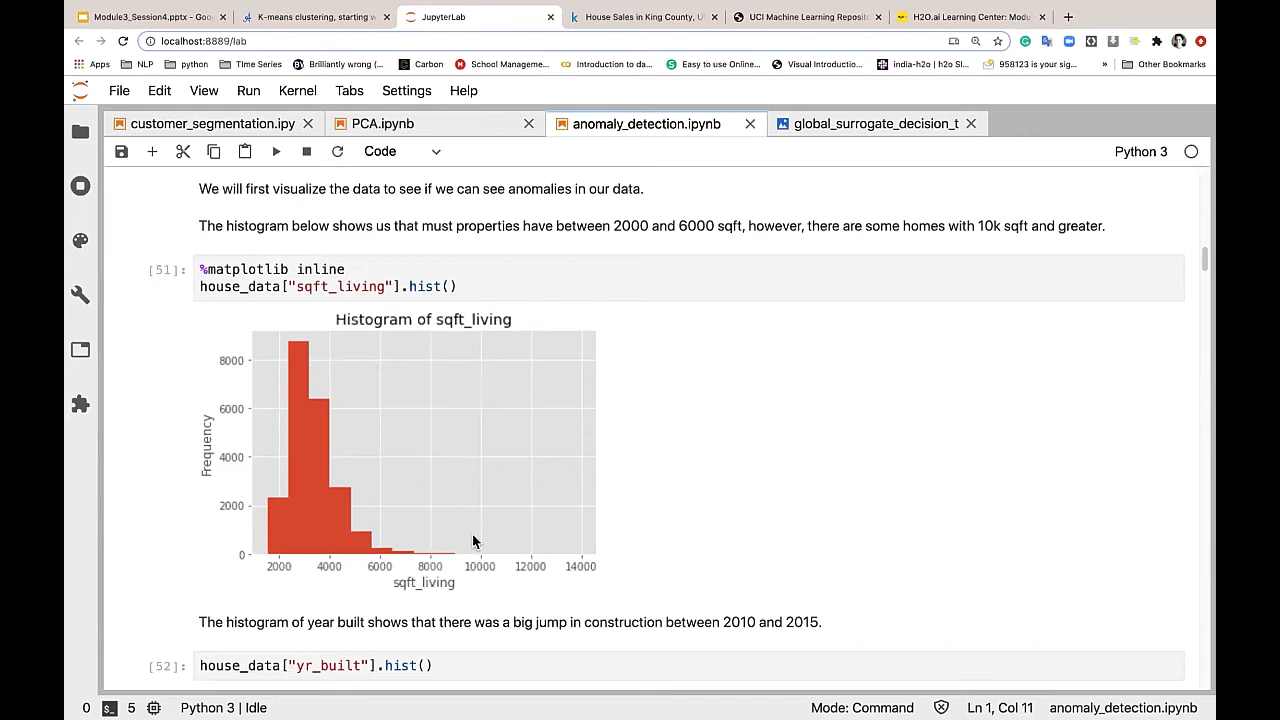 Module3_Session4.pptx - Goo
K-means clustering, starting w
JupyterLab
House Sales in King County, U
UCI Machine Learning Reposit
H2O.ai Learning Center: Modu
localhost:8889/lab
Apps
NLP
python
TIme Series
Brilliantly wrong (...
Carbon
School Manageme...
Introduction to da...
Easy to use Online...
Visual Introductio...
india-h2o | h2o Sl...
958123 is your sig...
»
Other Bookmarks
File Edit View Run Kernel Tabs Settings Help
customer_segmentation.ipy
PCA.ipynb
anomaly_detection.ipynb
global_surrogate_decision_t
Code
Python 3
We will first visualize the data to see if we can see anomalies in our data.
The histogram below shows us that must properties have between 2000 and 6000 sqft, however, there are some homes with 10k sqft and greater.
[51]: %matplotlib inline
house_data["sqft_living"].hist()
Histogram of sqft_living
8000
6000
4000
2000
0
Frequency
2000 4000 6000 8000 10000 12000 14000
sqft_living
The histogram of year built shows that there was a big jump in construction between 2010 and 2015.
[52]: house_data["yr_built"].hist()
0 5 Python 3 | Idle Mode: Command Ln 1, Col 11 anomaly_detection.ipynb